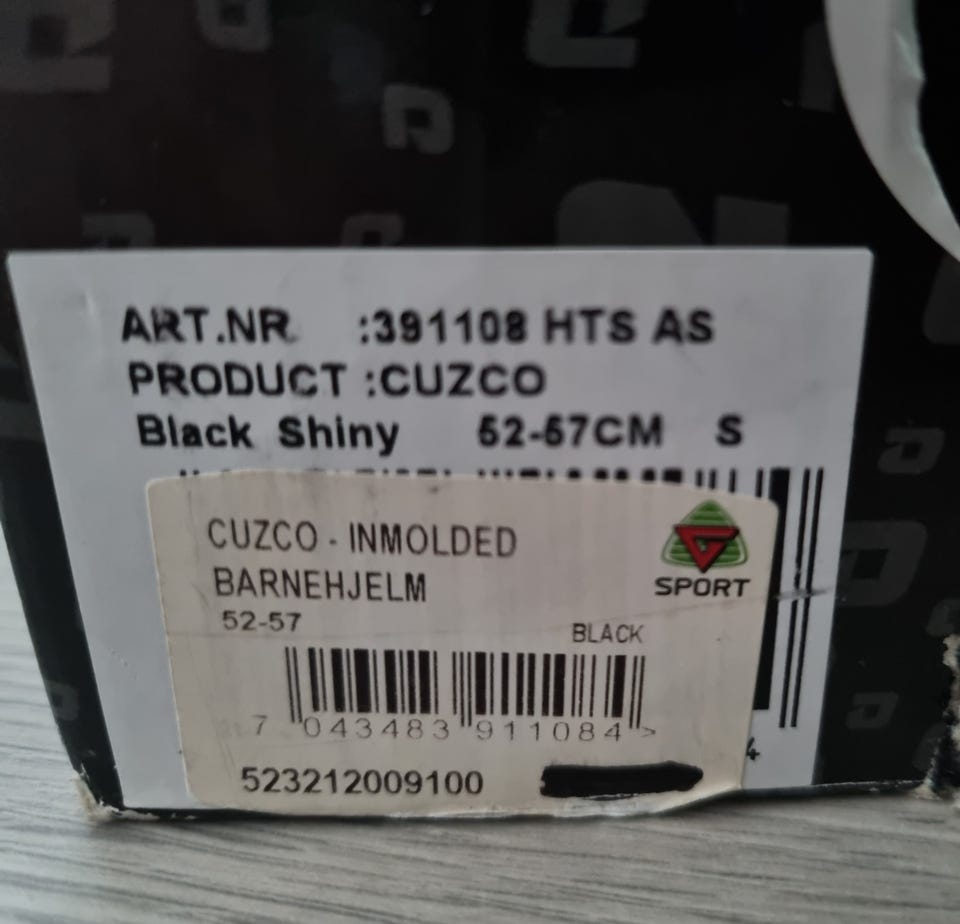 ART.NR :391108 HTS AS
PRODUCT :CUZCO
Black Shiny 52-57CM S
CUZCO - INMOLDED
BARNEHJELM
SPORT
52-57
BLACK
7 043483 911084 >
523212009100
4